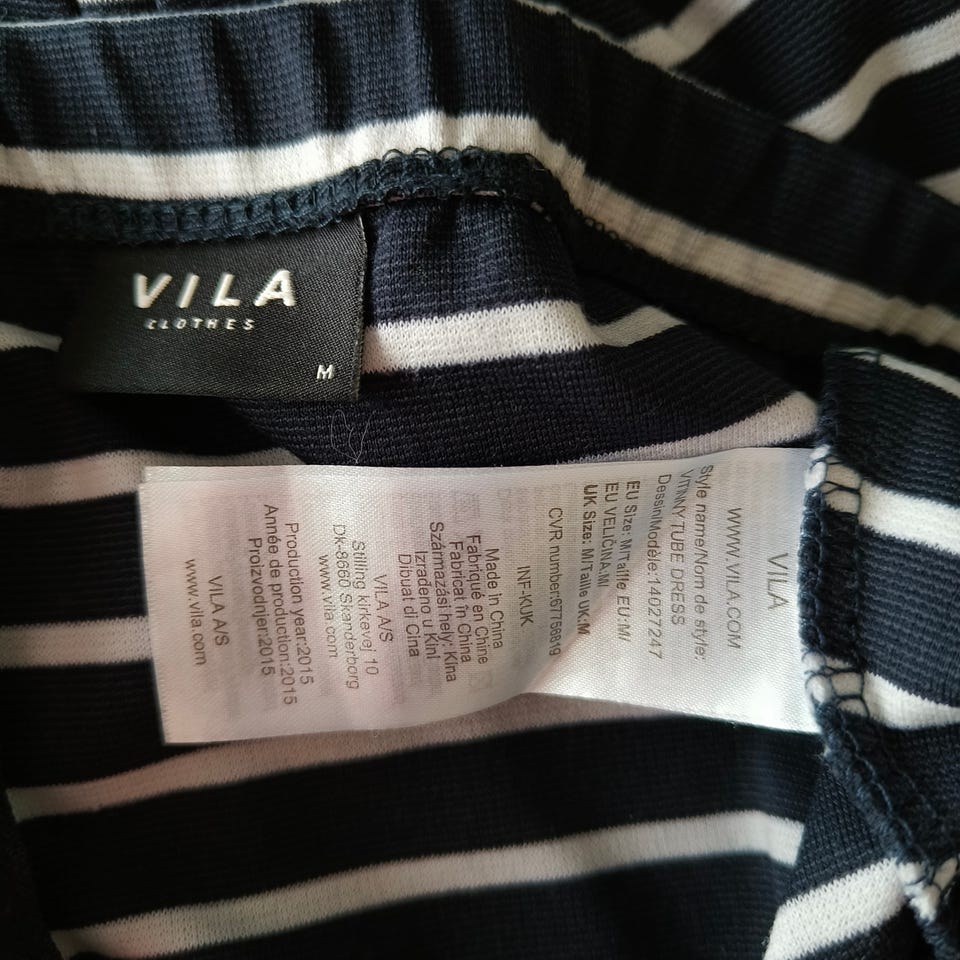 VILA
CLOTHES
M
VILA
WWW.VILA.COM
Style name/Nom de style:
VITINNY TUBE DRESS
Dessin/Modèle:14027247
EU Size: M/Taille EU:M/
EU VELIČINA.M/
UK Size: M/Taille UK:M
CVR number:67756819
INF-KUK
Made in China
Fabriqué en Chine
Fabricat în China
Származási hely: Kína
Izrađeno u Kini
Dibuat di Cina
VILA A/S
Stilling kirkevej 10
DK-8660 Skanderborg
www.vila.com
Production year:2015
Année de production:2015
Proizvodnjer:2015
VILA A/S
www.vila.com